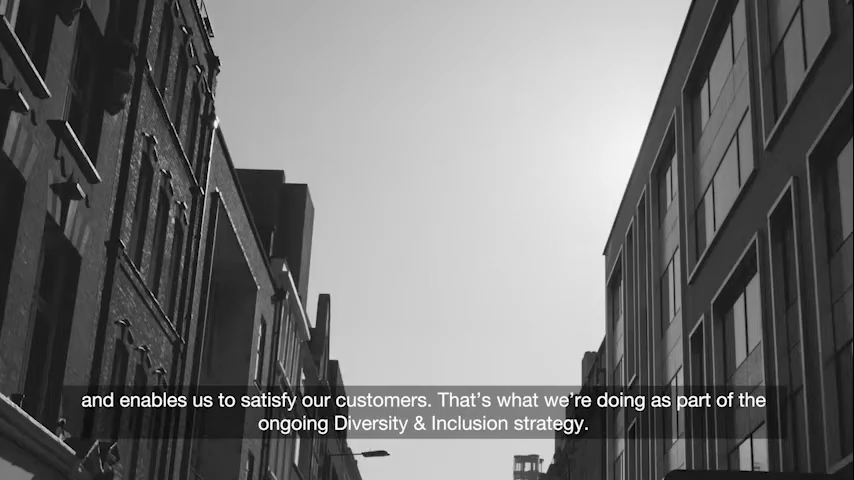 and enables us to satisfy our customers. That’s what we’re doing as part of the
ongoing Diversity & Inclusion strategy.